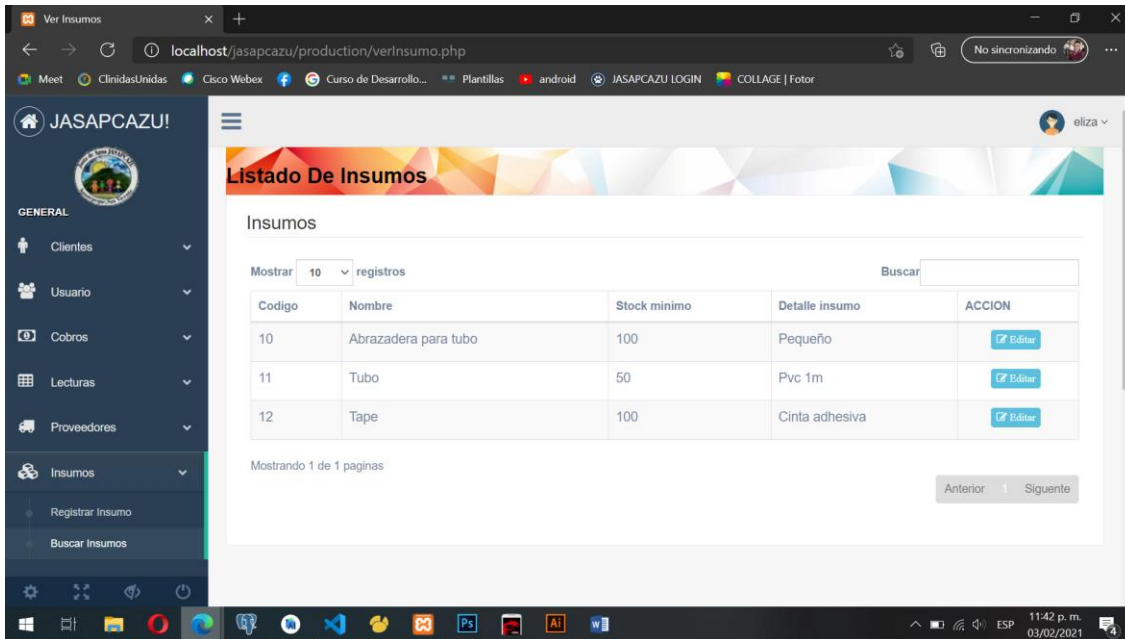 Ver Insumos
localhost/jasapcazu/production/verInsumo.php
No sincronizando
Meet ClinidasUnidas Cisco Webex Curso de Desarrollo... Plantillas android JASAPCAZU LOGIN COLLAGE | Fotor
JASAPCAZU!
eliza
Listado De Insumos
GENERAL
Clientes
Usuario
Cobros
Lecturas
Proveedores
Insumos
Registrar Insumo
Buscar Insumos
Insumos
Mostrar 10 registros
Buscar
Codigo Nombre Stock minimo Detalle insumo ACCION
10 Abrazadera para tubo 100 Pequeño Editar
11 Tubo 50 Pvc 1m Editar
12 Tape 100 Cinta adhesiva Editar
Mostrando 1 de 1 paginas
Anterior 1 Siguente
Ps Ai W
ESP
11:42 p. m.
03/02/2021
4